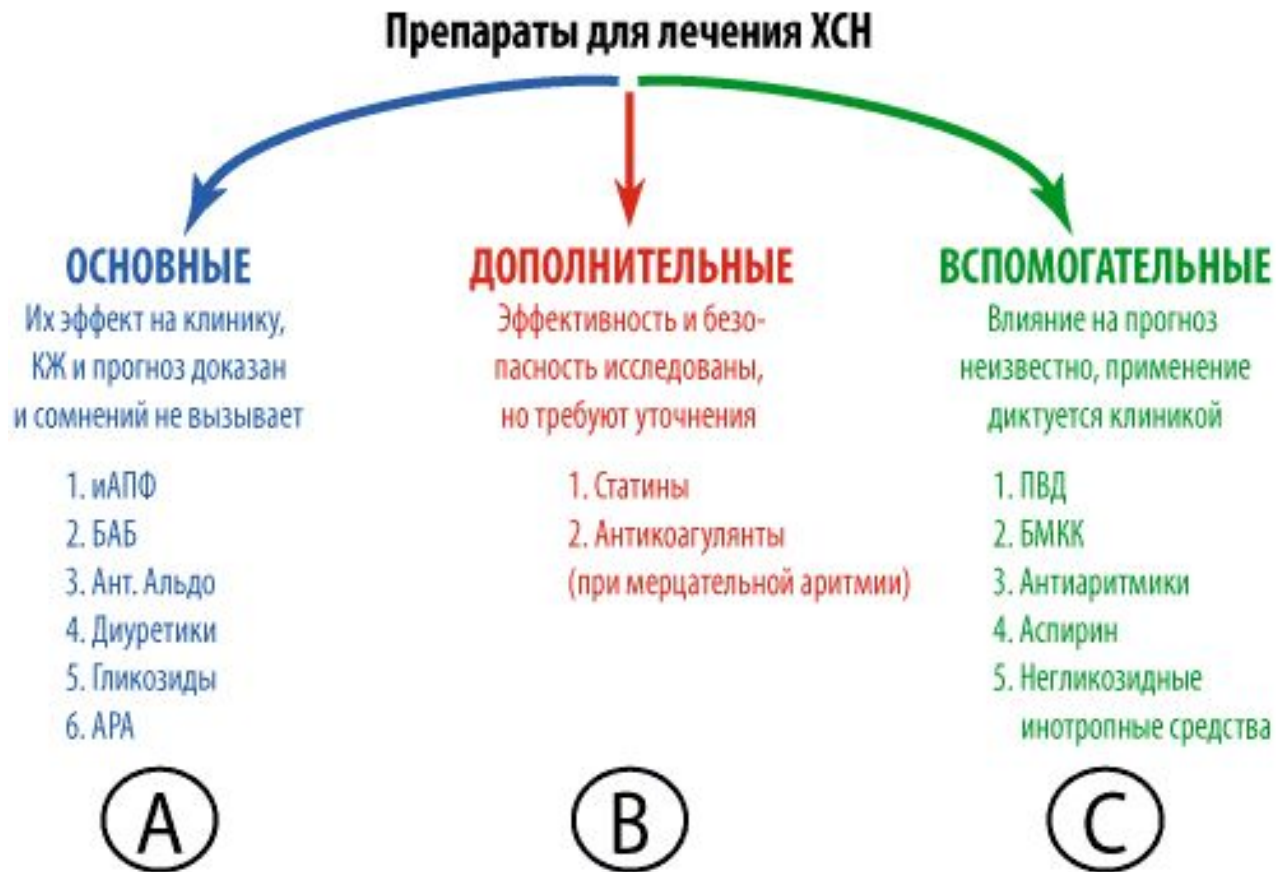 Препараты для лечения ХСН
ОСНОВНЫЕ
Их эффект на клинику,
КЖ и прогноз доказан
и сомнений не вызывает
1. иАПФ
2. БАБ
3. Ант. Альдо
4. Диуретики
5. Гликозиды
6. АРА
A
ДОПОЛНИТЕЛЬНЫЕ
Эффективность и безо-
пасность исследованы,
но требуют уточнения
1. Статины
2. Антикоагулянты
(при мерцательной аритмии)
B
ВСПОМОГАТЕЛЬНЫЕ
Влияние на прогноз
неизвестно, применение
диктуется клиникой
1. ПВД
2. БМКК
3. Антиаритмики
4. Аспирин
5. Негликозидные
инотропные средства
C